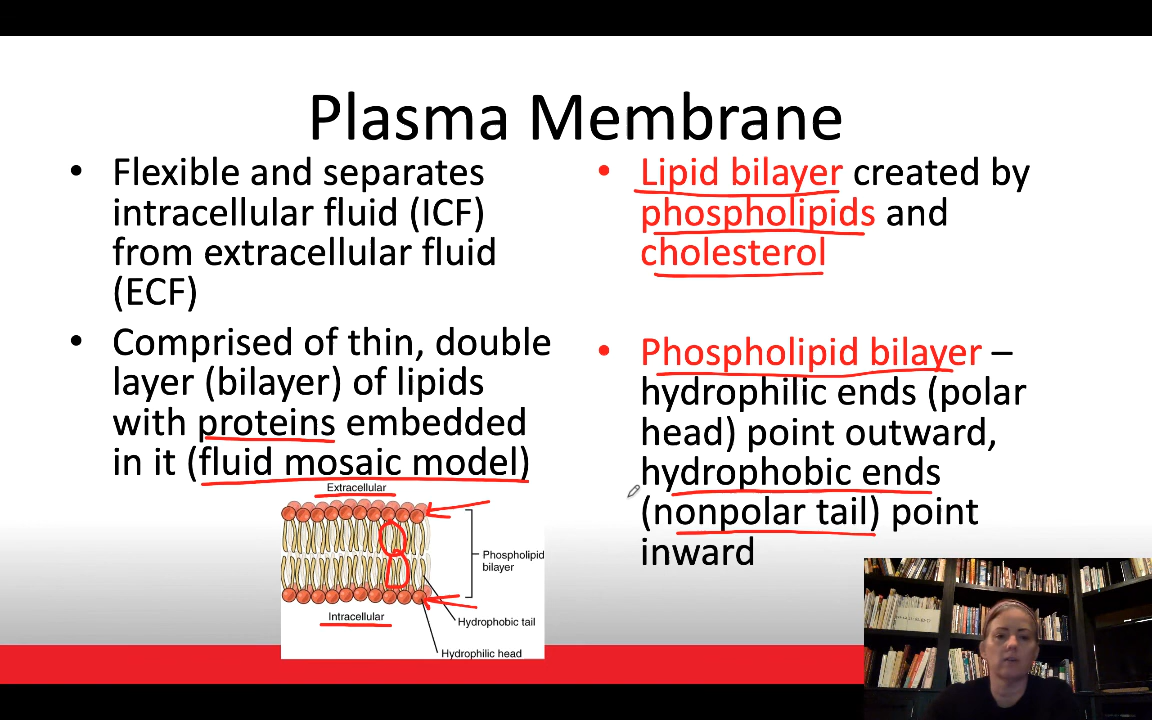 Plasma Membrane
• Flexible and separates
intracellular fluid (ICF)
from extracellular fluid
(ECF)
• Comprised of thin, double
layer (bilayer) of lipids
with proteins embedded
in it (fluid mosaic model)
• Lipid bilayer created by
phospholipids and
cholesterol
• Phospholipid bilayer –
hydrophilic ends (polar
head) point outward,
hydrophobic ends
(nonpolar tail) point
inward
Extracellular
Phospholipid
bilayer
Intracellular
Hydrophobic tail
Hydrophilic head